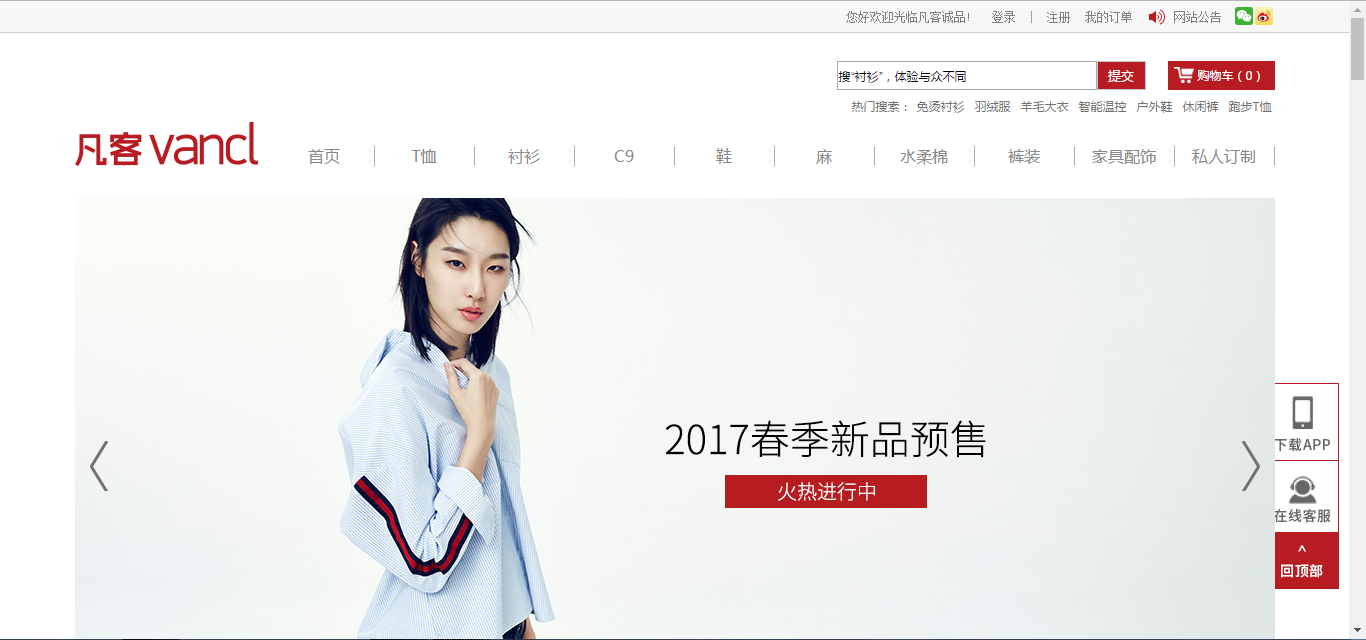 您好欢迎光临凡客诚品! 登录 | 注册 我的订单 网站公告
搜"衬衫"，体验与众不同 提交 购物车 ( 0 )
热门搜索： 免烫衬衫 羽绒服 羊毛大衣 智能温控 户外鞋 休闲裤 跑步T恤
凡客 vancl
首页 T恤 衬衫 C9 鞋 麻 水柔棉 裤装 家具配饰 私人订制
2017春季新品预售
火热进行中
下载APP
在线客服
^
回顶部